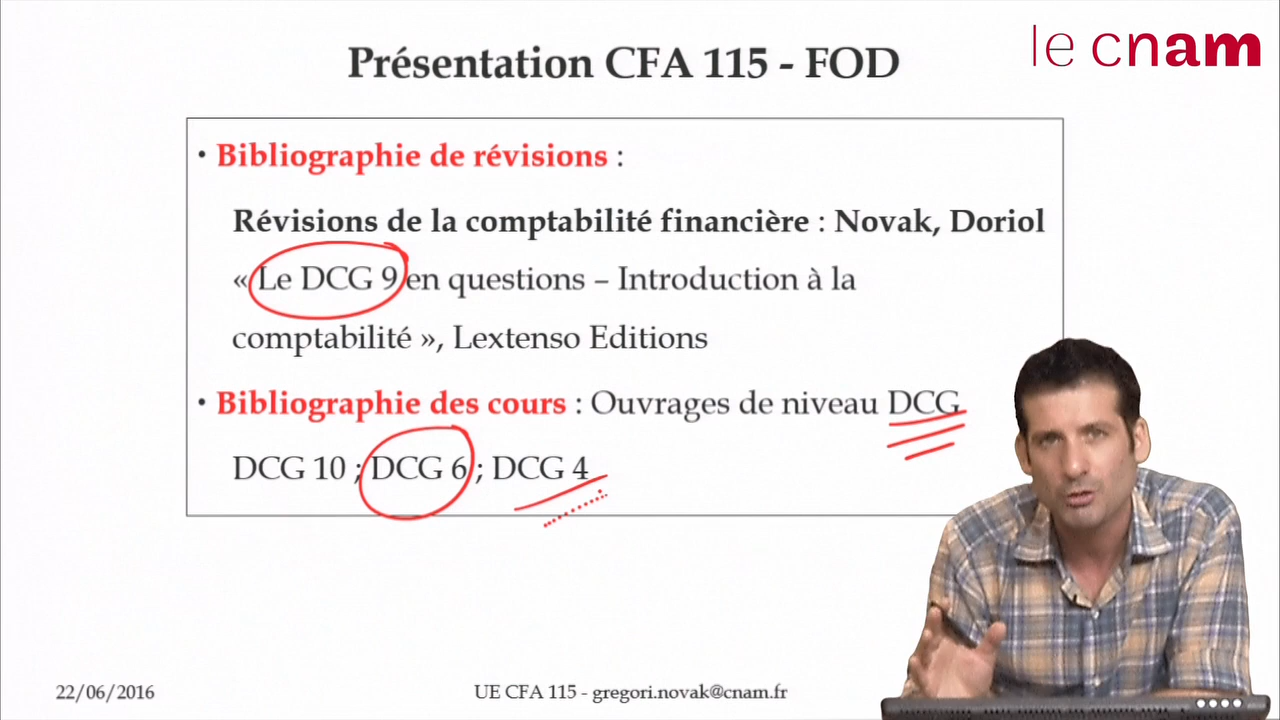 le cnam
Présentation CFA 115 - FOD
• Bibliographie de révisions :
Révisions de la comptabilité financière : Novak, Doriol
« Le DCG 9 en questions – Introduction à la
comptabilité », Lextenso Editions
• Bibliographie des cours : Ouvrages de niveau DCG
DCG 10 ; DCG 6 ; DCG 4
22/06/2016
UE CFA 115 - gregori.novak@cnam.fr